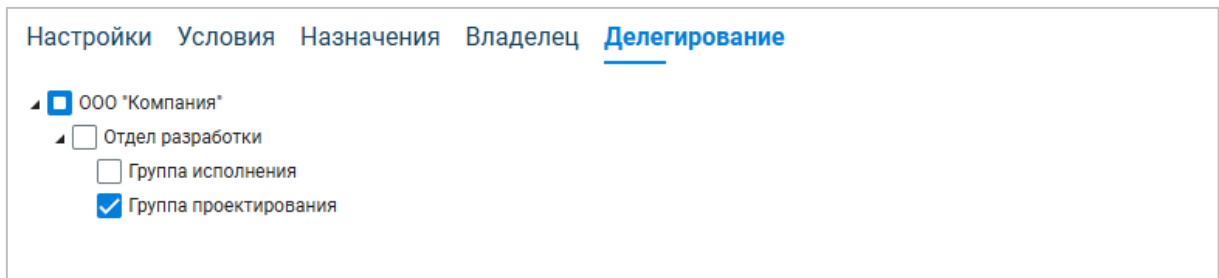 Настройки Условия Назначения Владелец Делегирование
ООО "Компания"
Отдел разработки
Группа исполнения
Группа проектирования